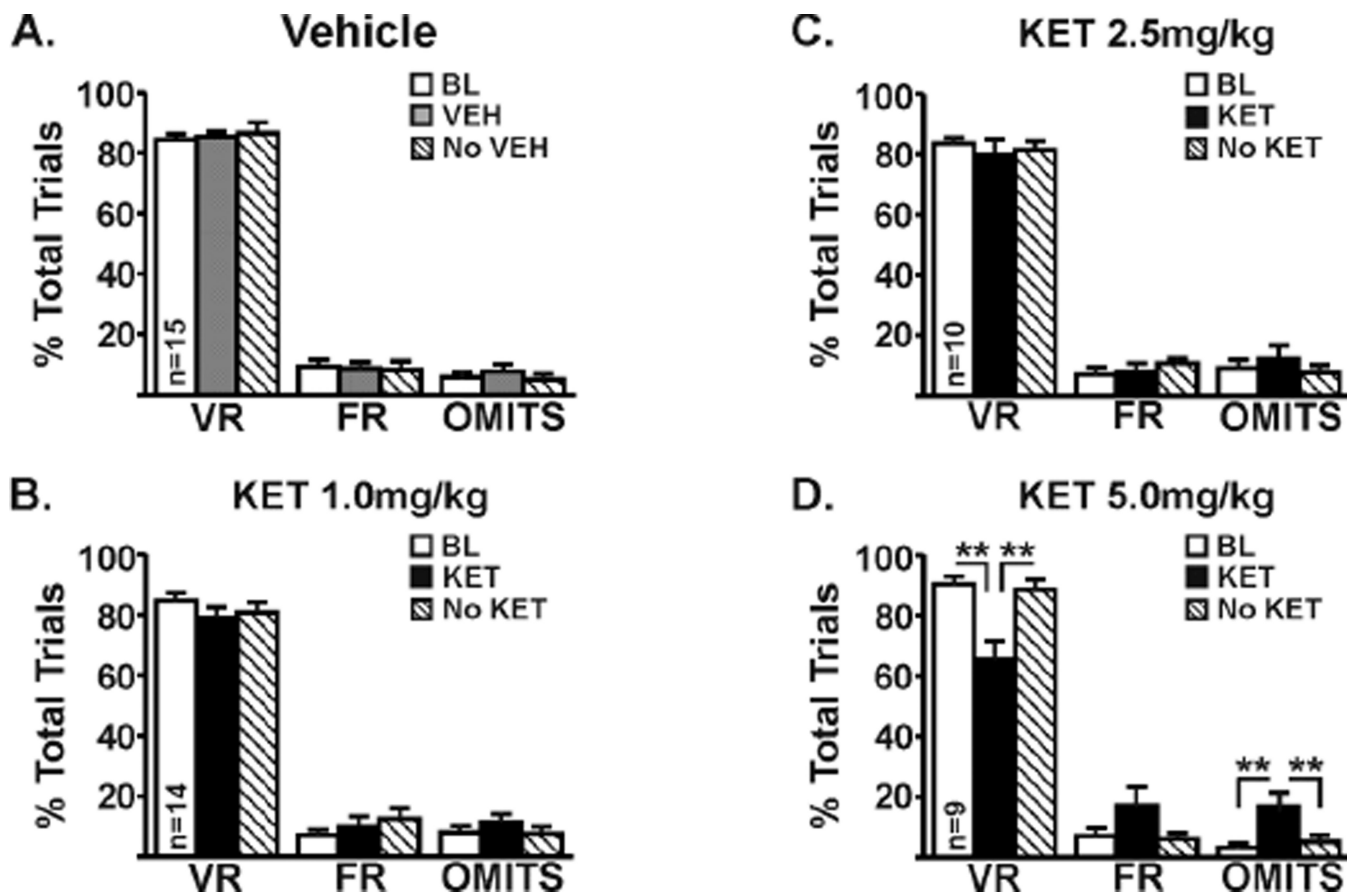 A. Vehicle
BL
VEH
No VEH
% Total Trials
100
80
60
40
20
n=15
VR FR OMITS
C. KET 2.5mg/kg
BL
KET
No KET
% Total Trials
100
80
60
40
20
n=10
VR FR OMITS
B. KET 1.0mg/kg
BL
KET
No KET
% Total Trials
100
80
60
40
20
n=14
VR FR OMITS
D. KET 5.0mg/kg
BL
KET
No KET
% Total Trials
100
80
60
40
20
** **
** **
n=9
VR FR OMITS